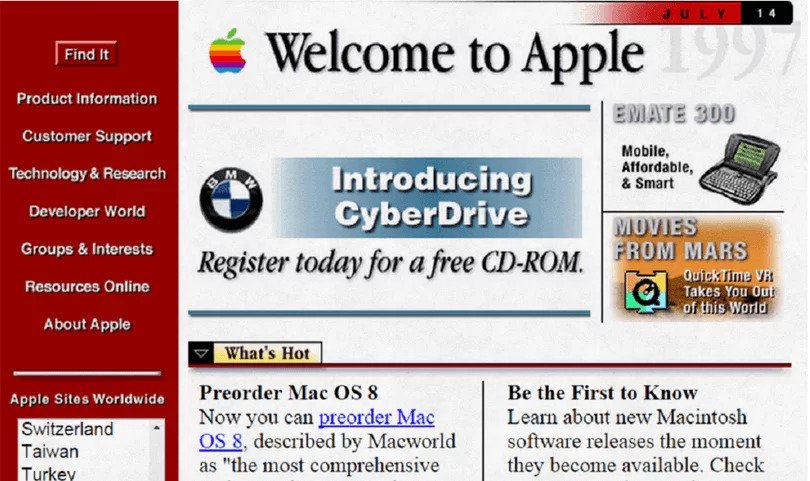 JULY 14
1997
Find It
Product Information
Customer Support
Technology & Research
Developer World
Groups & Interests
Resources Online
About Apple
Apple Sites Worldwide
Switzerland
Taiwan
Turkey
Welcome to Apple
BMW
Introducing
CyberDrive
Register today for a free CD-ROM.
EMATE 300
Mobile,
Affordable,
& Smart
MOVIES
FROM MARS
QuickTime VR
Takes You Out
of this World
What's Hot
Preorder Mac OS 8
Now you can preorder Mac
OS 8, described by Macworld
as "the most comprehensive
Be the First to Know
Learn about new Macintosh
software releases the moment
they become available. Check